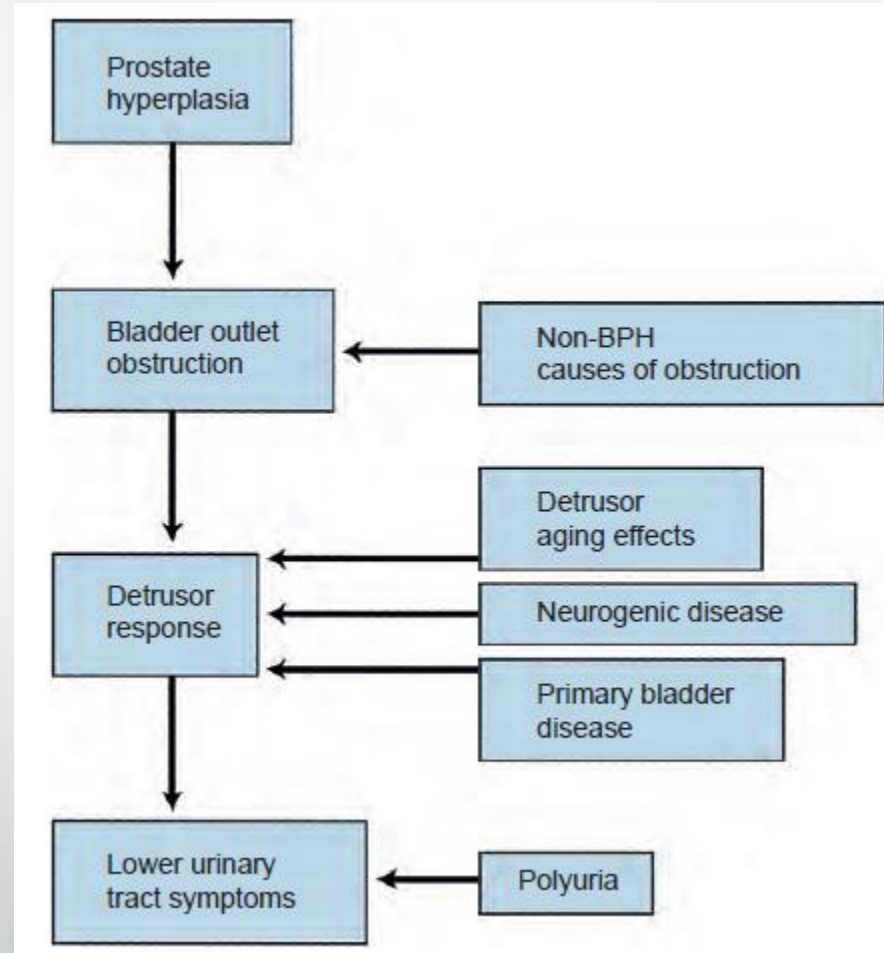 Prostate
hyperplasia
Bladder outlet
obstruction
Non-BPH
causes of obstruction
Detrusor
aging effects
Detrusor
response
Neurogenic disease
Primary bladder
disease
Lower urinary
tract symptoms
Polyuria